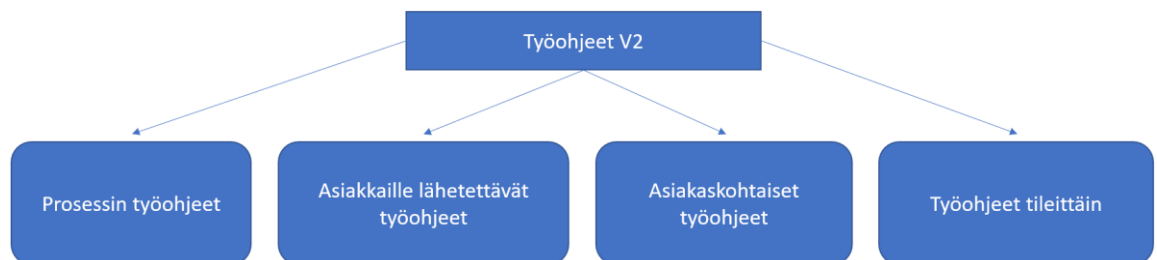 Työohjeet V2
Prosessin työohjeet
Asiakkaille lähetettävät
työohjeet
Asiakaskohtaiset
työohjeet
Työohjeet tileittäin